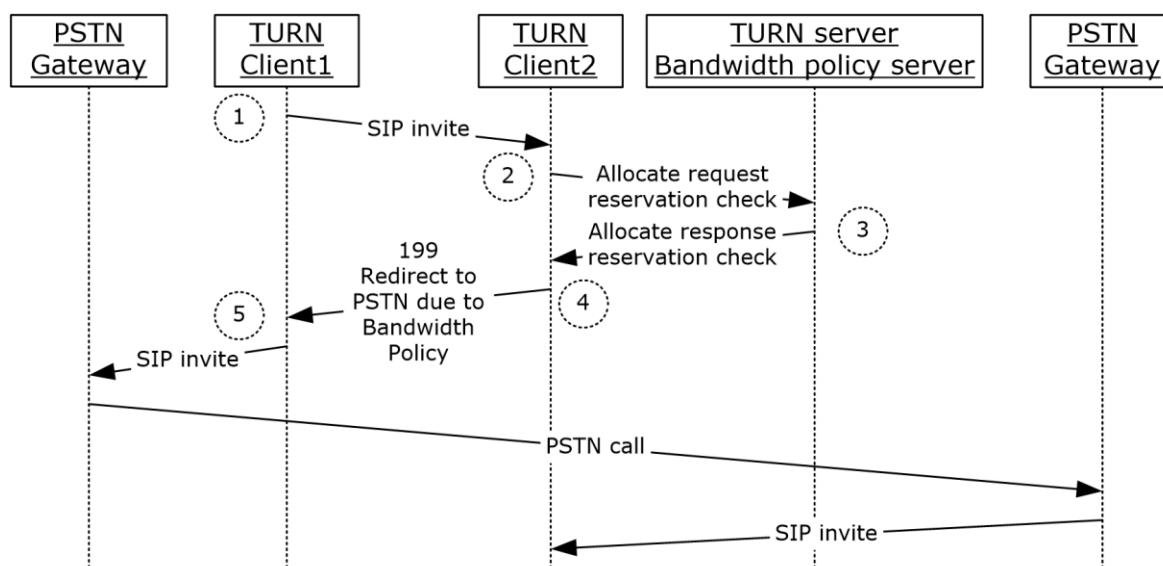 PSTN
Gateway
TURN
Client1
TURN
Client2
TURN server
Bandwidth policy server
PSTN
Gateway
1
SIP invite
2
Allocate request
reservation check
3
Allocate response
reservation check
199
Redirect to
PSTN due to
Bandwidth
Policy
4
5
SIP invite
PSTN call
SIP invite